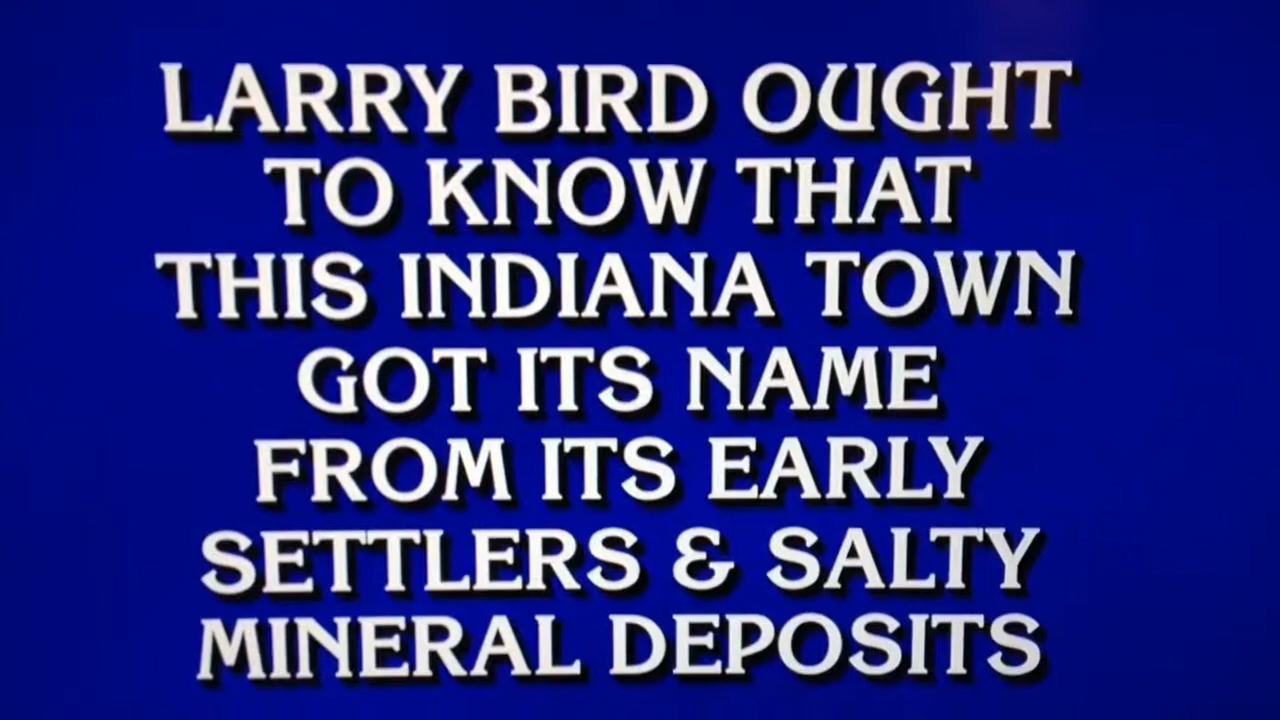 LARRY BIRD OUGHT
TO KNOW THAT
THIS INDIANA TOWN
GOT ITS NAME
FROM ITS EARLY
SETTLERS & SALTY
MINERAL DEPOSITS